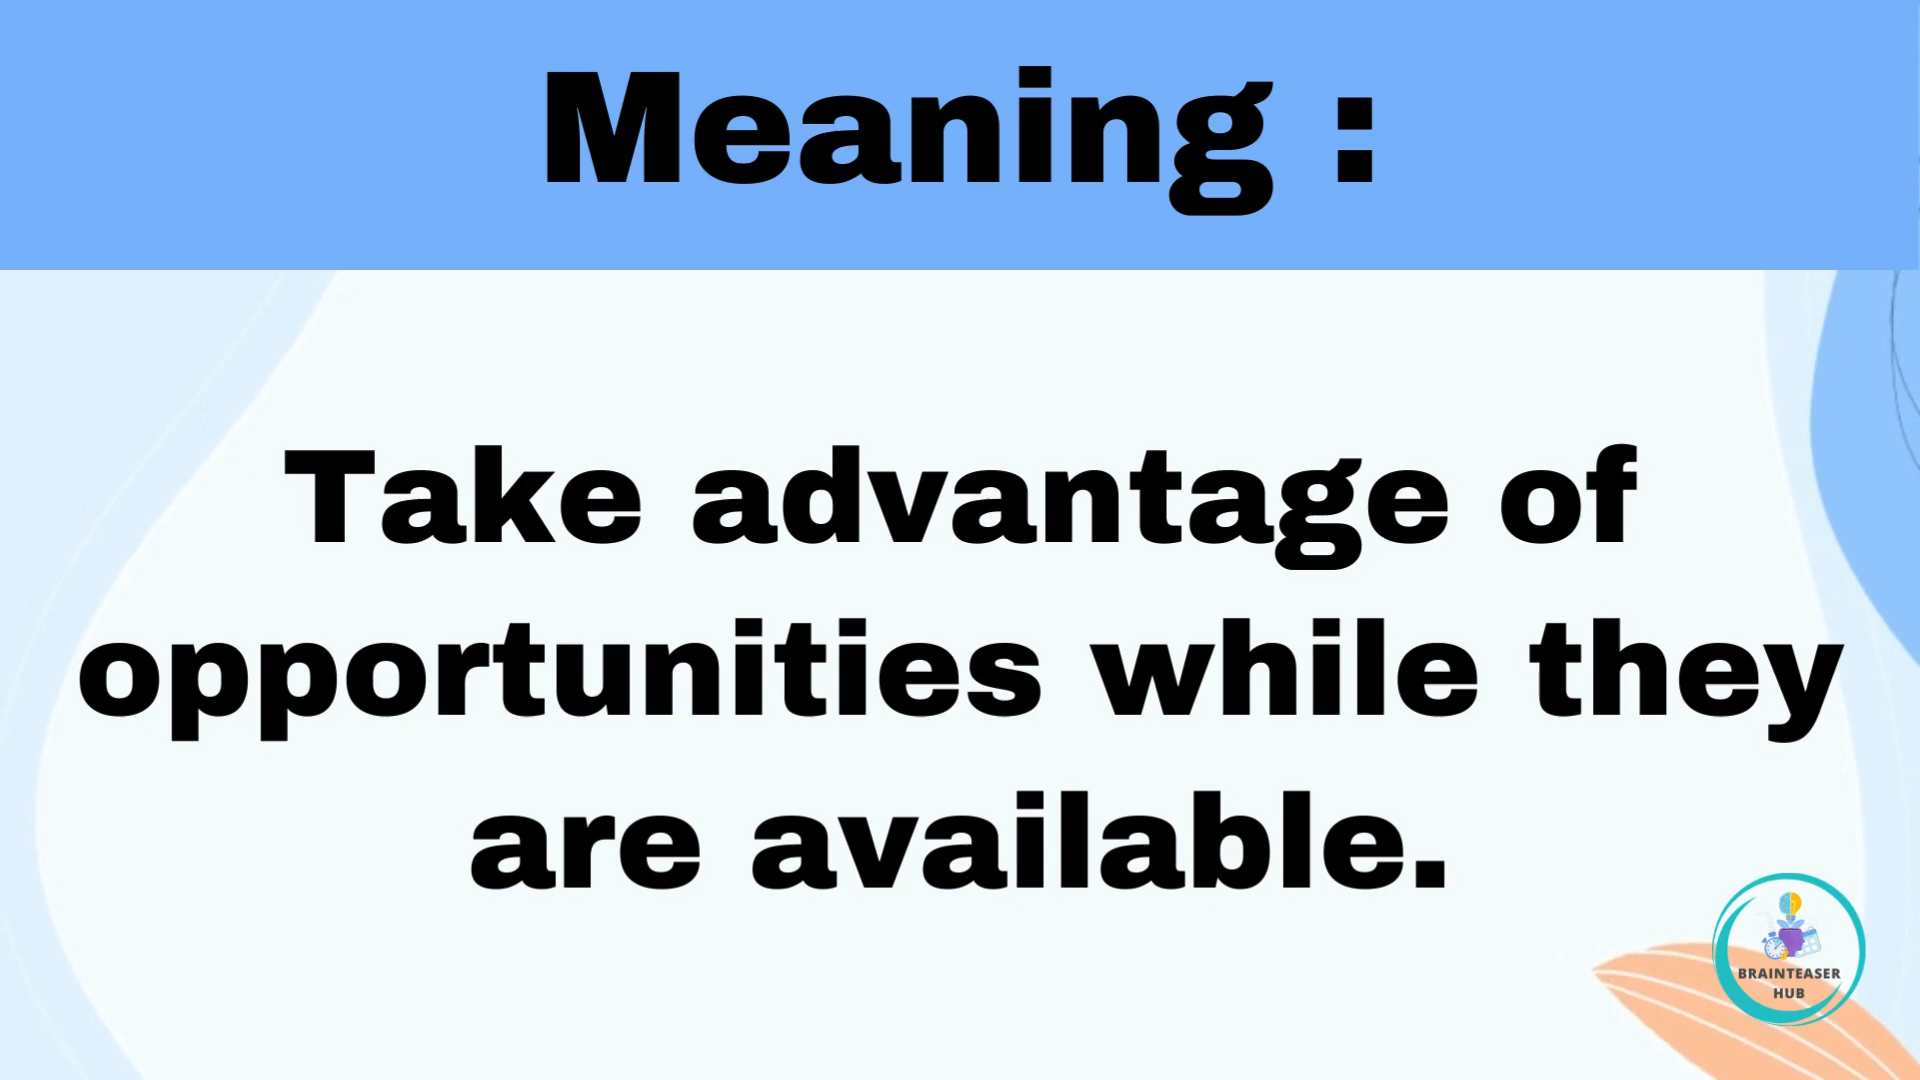 Meaning :
Take advantage of
opportunities while they
are available.
BRAINTEASER
HUB